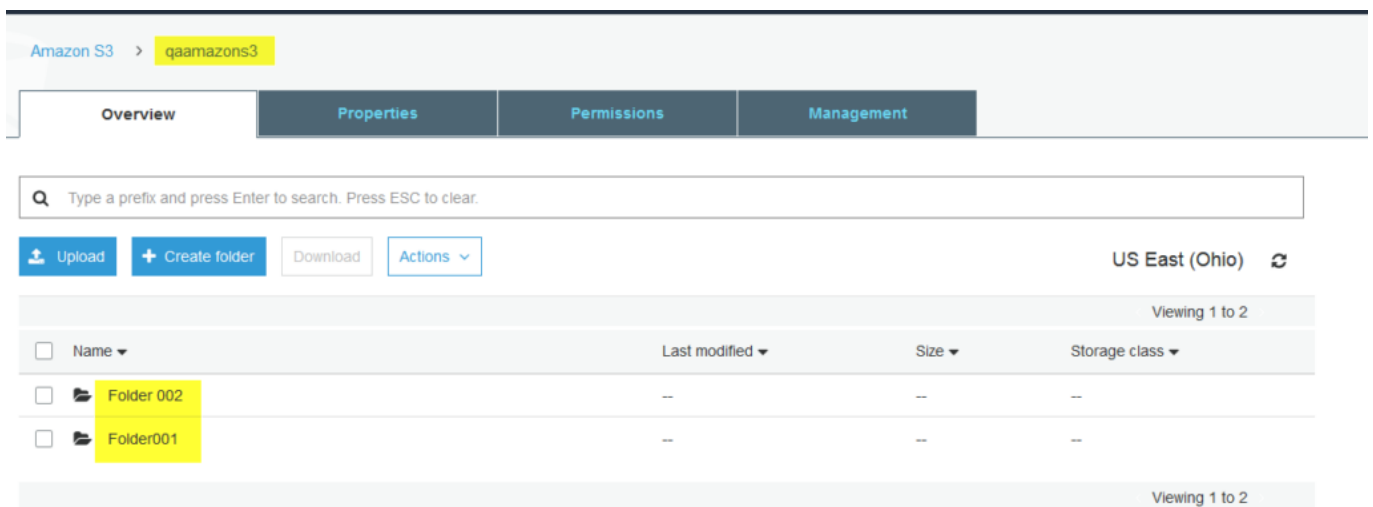 Amazon S3 > qaamazons3
Overview Properties Permissions Management
Type a prefix and press Enter to search. Press ESC to clear.
Upload + Create folder Download Actions US East (Ohio)
Viewing 1 to 2
Name Last modified Size Storage class
Folder 002 -- -- --
Folder001 -- -- --
Viewing 1 to 2